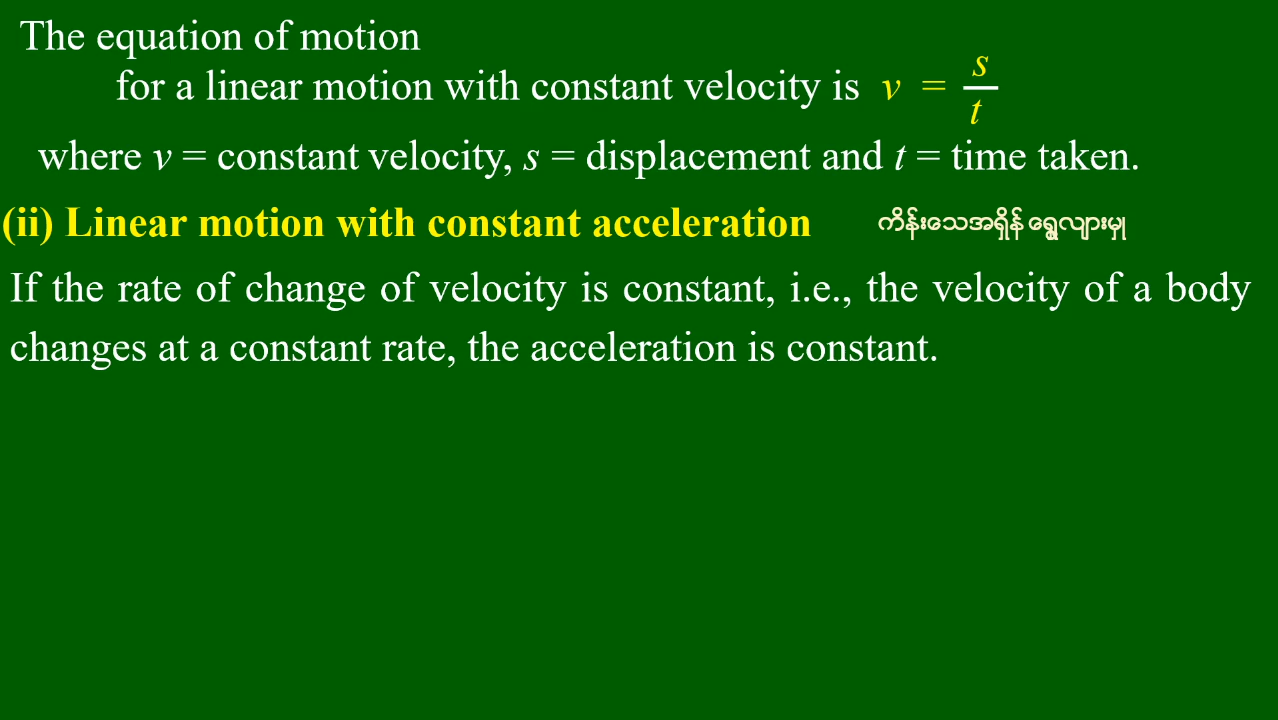 The equation of motion
for a linear motion with constant velocity is v = s/t
where v = constant velocity, s = displacement and t = time taken.
(ii) Linear motion with constant acceleration ကိန်းသေအရှိန် ရွေ့လျားမှု
If the rate of change of velocity is constant, i.e., the velocity of a body
changes at a constant rate, the acceleration is constant.